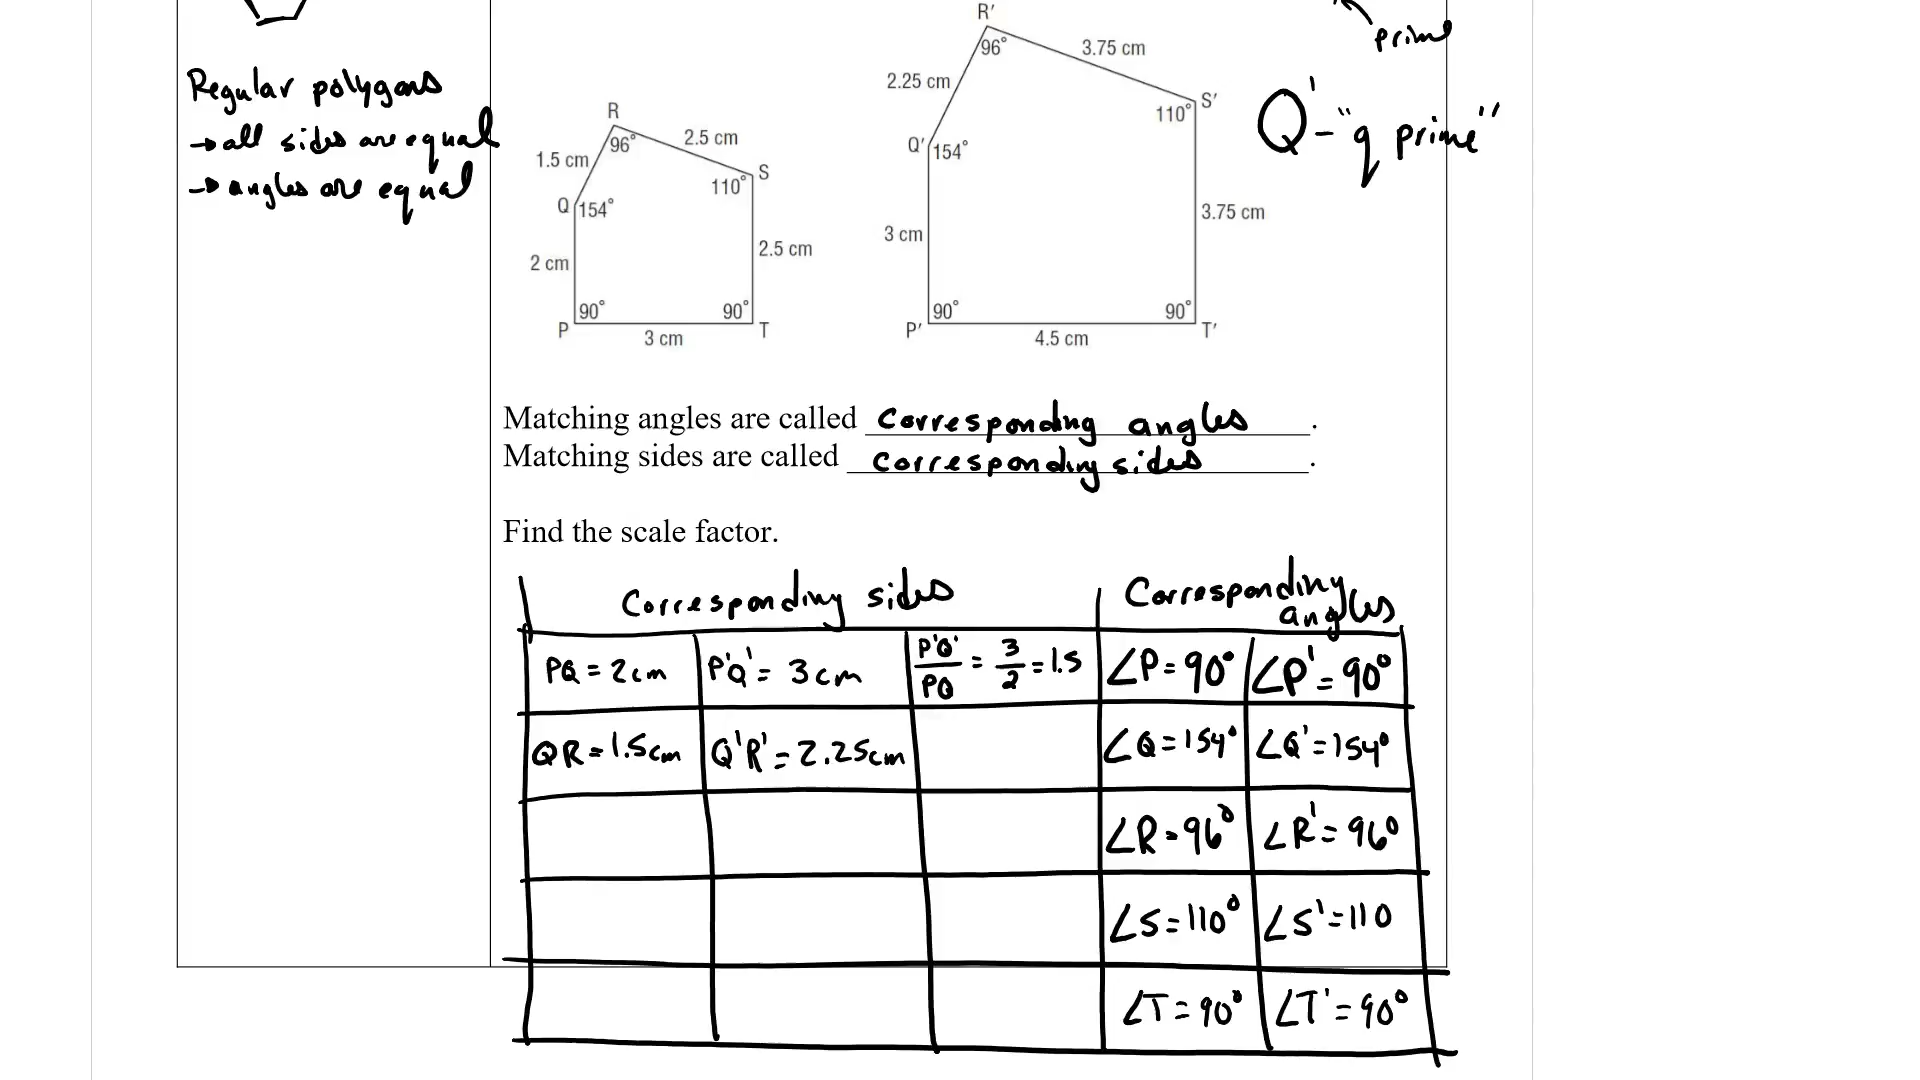 prime
Regular polygons
→all sides are equal
→angles are equal
R
96°
2.5 cm
1.5 cm
S
110°
Q
154°
2.5 cm
2 cm
90°
90°
P
T
3 cm
R'
96°
3.75 cm
2.25 cm
S'
110°
Q'
154°
3.75 cm
3 cm
90°
90°
P'
T'
4.5 cm
Q' - "q prime"
Matching angles are called corresponding angles.
Matching sides are called corresponding sides.
Find the scale factor.
Corresponding sides
Corresponding angles
PQ = 2cm P'Q' = 3cm P'Q'/PQ = 3/2 = 1.5 ∠P = 90° ∠P' = 90°
QR = 1.5cm Q'R' = 2.25cm ∠Q = 154° ∠Q' = 154°
∠R = 96° ∠R' = 96°
∠S = 110° ∠S' = 110
∠T = 90° ∠T' = 90°